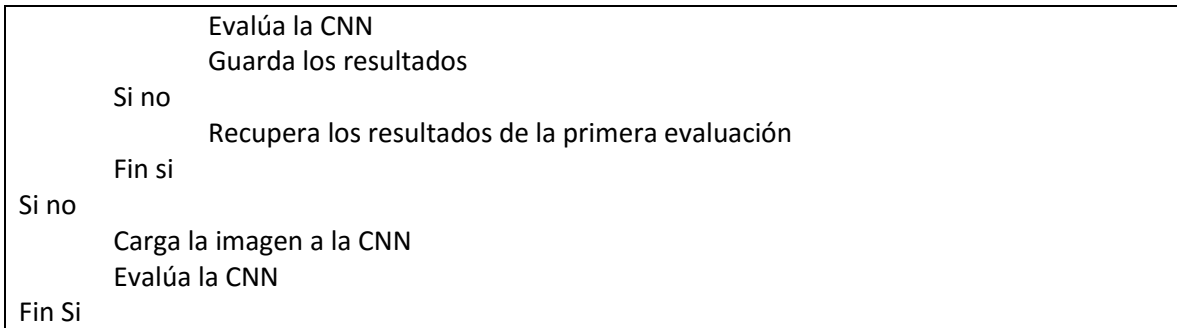 Evalúa la CNN
Guarda los resultados
Si no
Recupera los resultados de la primera evaluación
Fin si
Si no
Carga la imagen a la CNN
Evalúa la CNN
Fin Si